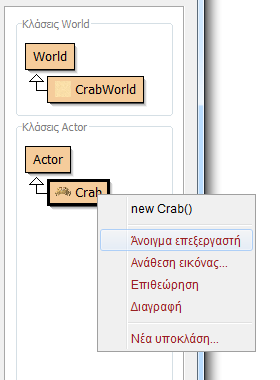 Κλάσεις World
World
CrabWorld
Κλάσεις Actor
Actor
Crab
new Crab()
Άνοιγμα επεξεργαστή
Ανάθεση εικόνας...
Επιθεώρηση
Διαγραφή
Νέα υποκλάση...